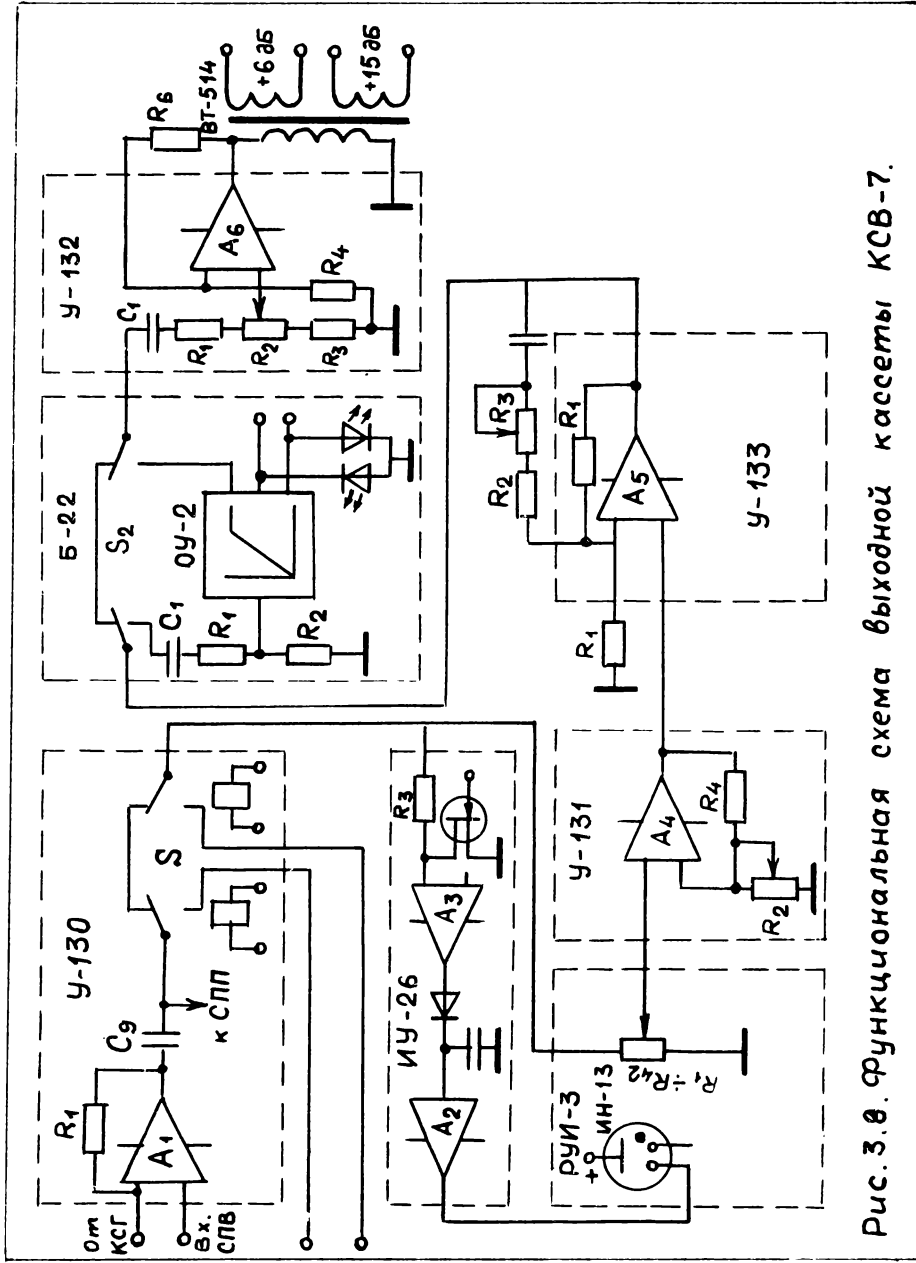 У-130
R1
A1
От
КСГ
Вх.
СПВ
C9
к СПП
S
Б-22
S2
C1
R1
R2
ОУ-2
У-132
C1
R1
R2
R3
R4
A6
R6
ВТ-514
+6 дБ
+15 дБ
ИУ-26
A2
A3
R3
РУИ-3
+
ИН-13
R1÷R42
У-131
A4
R4
R2
У-133
R1
A5
R1
R2
R3
Рис. 3.8. Функциональная схема выходной кассеты КСВ-7.